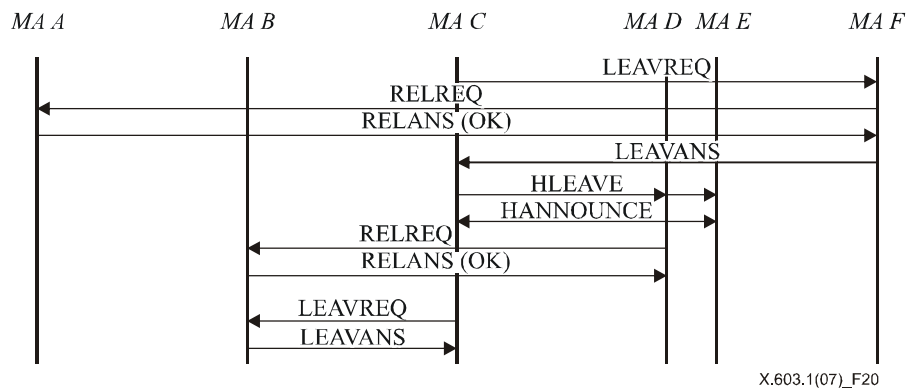 MA A MA B MA C MA D MA E MA F
LEAVREQ
RELREQ
RELANS (OK)
LEAVANS
HLEAVE
HANNOUNCE
RELREQ
RELANS (OK)
LEAVREQ
LEAVANS
X.603.1(07)_F20